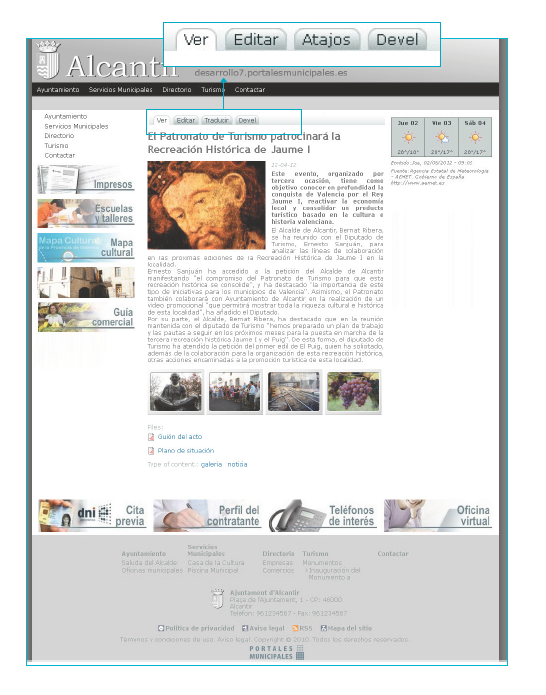 Ver Editar Atajos Devel
Alcantir
desarrollo7.portalesmunicipales.es
Ayuntamiento Servicios Municipales Directorio Turismo Contactar
Ayuntamiento
Servicios Municipales
Directorio
Turismo
Contactar
Impresos
Escuelas
y talleres
Mapa Cultural
Mapa
cultural
Guía
comercial
Ver Editar Traducir Devel
El Patronato de Turismo patrocinará la
Recreación Histórica de Jaume I
22-04-12
Este evento, organizado por
tercera ocasión, tiene como
objetivo conocer en profundidad la
conquista de Valencia por el Rey
Jaume I, reactivar la economía
local y consolidar un producto
turístico basado en la cultura e
historia valenciana.
El Alcalde de Alcantir, Bernat Ribera,
se ha reunido con el Diputado de
Turismo, Ernesto Sanjuán, para
analizar las líneas de colaboración
en las próximas ediciones de la Recreación Histórica de Jaume I en la
localidad.
Ernesto Sanjuán ha accedido a la petición del Alcalde de Alcantir
manifestando "el compromiso del Patronato de Turismo para que esta
recreación histórica se consolide", y ha destacado "la importancia de este
tipo de iniciativas para los municipios de Valencia". Asimismo, el Patronato
también colaborará con Ayuntamiento de Alcantir en la realización de un
vídeo promocional "que permitirá mostrar toda la riqueza cultural e histórica
de esta localidad", ha añadido el Diputado.
Por su parte, el Alcalde, Bernat Ribera, ha destacado que en la reunión
mantenida con el diputado de Turismo "hemos preparado un plan de trabajo
y las pautas a seguir en los próximos meses para la puesta en marcha de la
tercera recreación histórica Jaume I y el Puig". De esta forma, el diputado de
Turismo ha atendido la petición del primer edil de El Puig, quien ha solicitado,
además de la colaboración para la organización de esta recreación histórica,
otras acciones encaminadas a la promoción turística de esta localidad.
Files:
Guión del acto
Plano de situación
Type of content: galería noticia
Jue 02 Vie 03 Sáb 04
28°/16° 29°/17° 28°/17°
Emitido: Jue, 02/06/2012 - 09:01
Fuente: Agencia Estatal de Meteorología
- AEMET. Gobierno de España
http://www.aemet.es
dni Cita
previa
Perfil del
contratante
Teléfonos
de interés
Oficina
virtual
Ayuntamiento Servicios Municipales Directorio Turismo Contactar
Saluda del Alcalde Casa de la Cultura Empresas Monumentos
Oficinas municipales Piscina Municipal Comercios Inauguración del
Monumento a
Ajuntament d'Alcantir
Plaça de l'Ajuntament, 1 - CP: 46000
Alcantir
Telèfon: 961234567 - Fax: 961234567
Política de privacidad Aviso legal RSS Mapa del sitio
Términos y condiciones de uso. Aviso legal. Copyright © 2010. Todos los derechos reservados.
PORTALES
MUNICIPALES